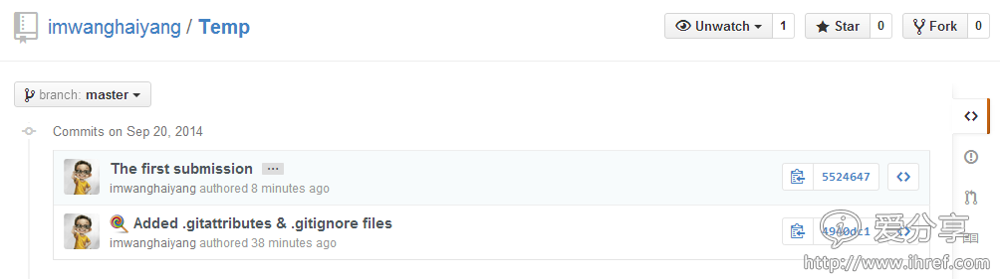 imwanghaiyang / Temp
Unwatch 1 Star 0 Fork 0
branch: master
Commits on Sep 20, 2014
The first submission ...
imwanghaiyang authored 8 minutes ago
5524647
Added .gitattributes & .gitignore files
imwanghaiyang authored 38 minutes ago
爱分享
http://www.ihref.com